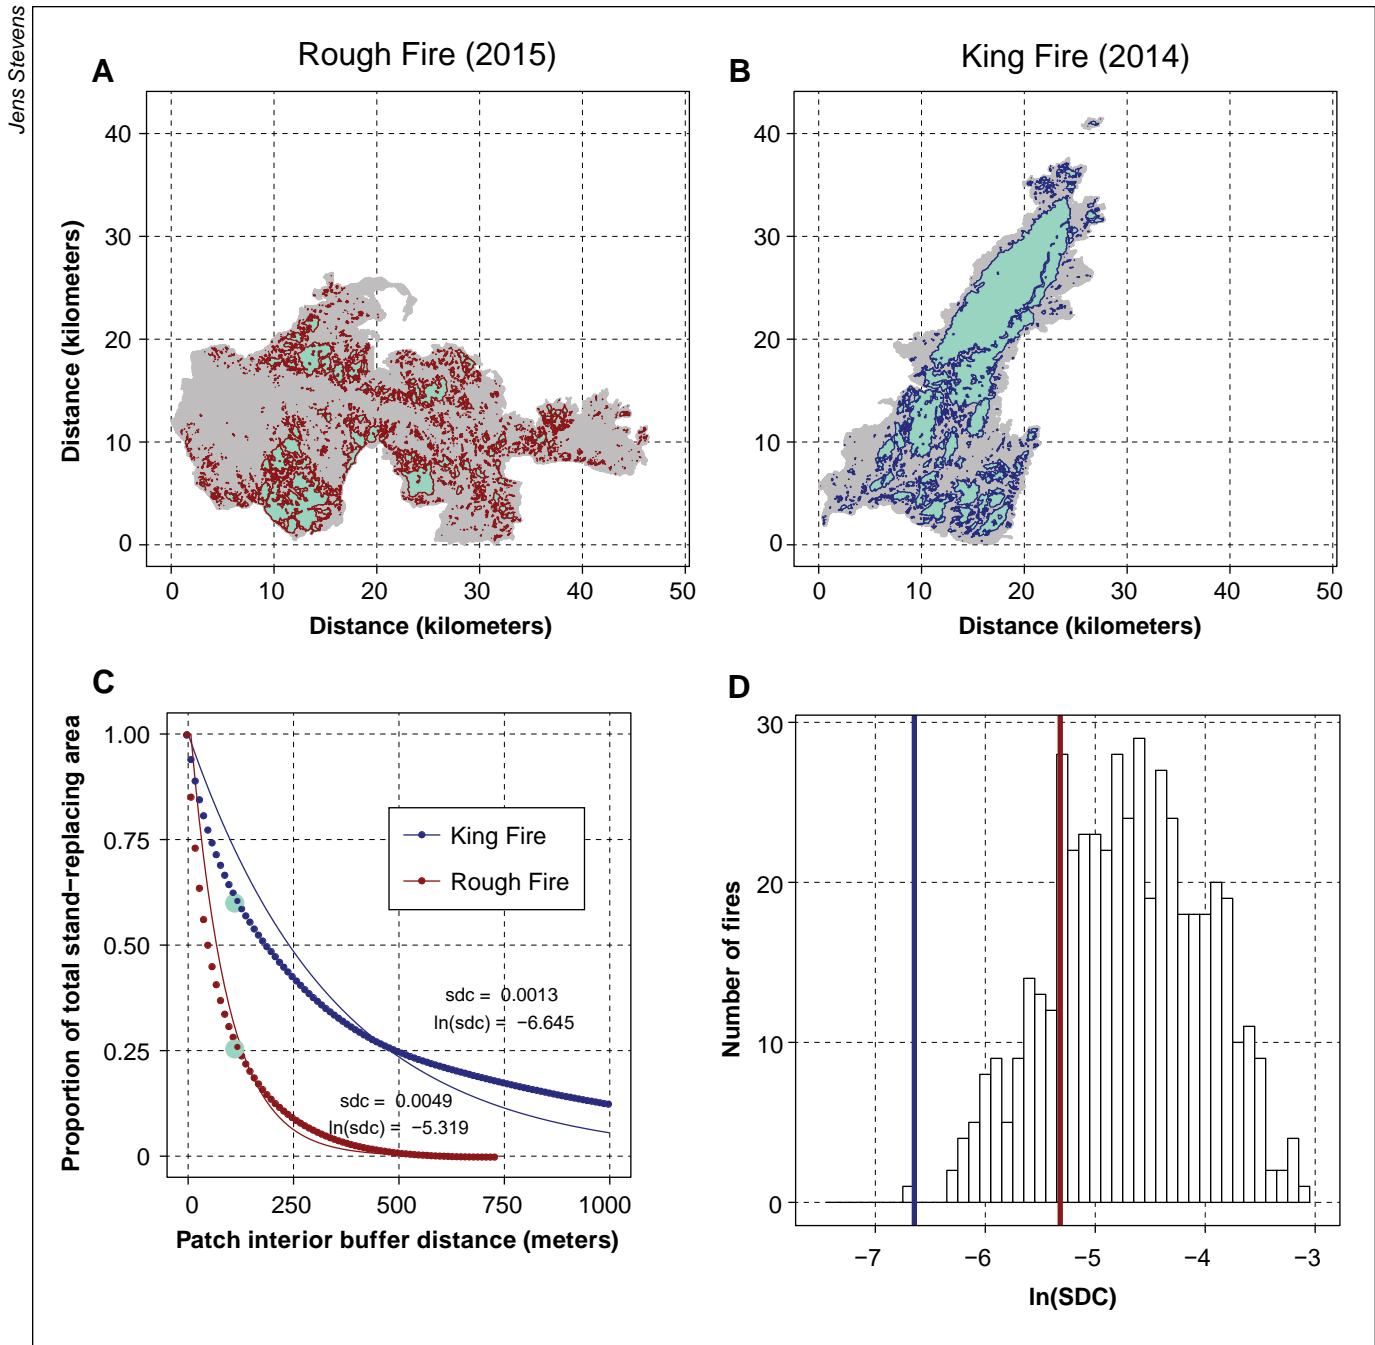 Jens Stevens
A
Rough Fire (2015)
Distance (kilometers)
40
30
20
10
0
0 10 20 30 40 50
Distance (kilometers)
B
King Fire (2014)
40
30
20
10
0
0 10 20 30 40 50
Distance (kilometers)
C
Proportion of total stand−replacing area
1.00
0.75
0.50
0.25
0
King Fire
Rough Fire
sdc = 0.0013
ln(sdc) = −6.645
sdc = 0.0049
ln(sdc) = −5.319
0 250 500 750 1000
Patch interior buffer distance (meters)
D
Number of fires
30
20
10
0
−7 −6 −5 −4 −3
ln(SDC)